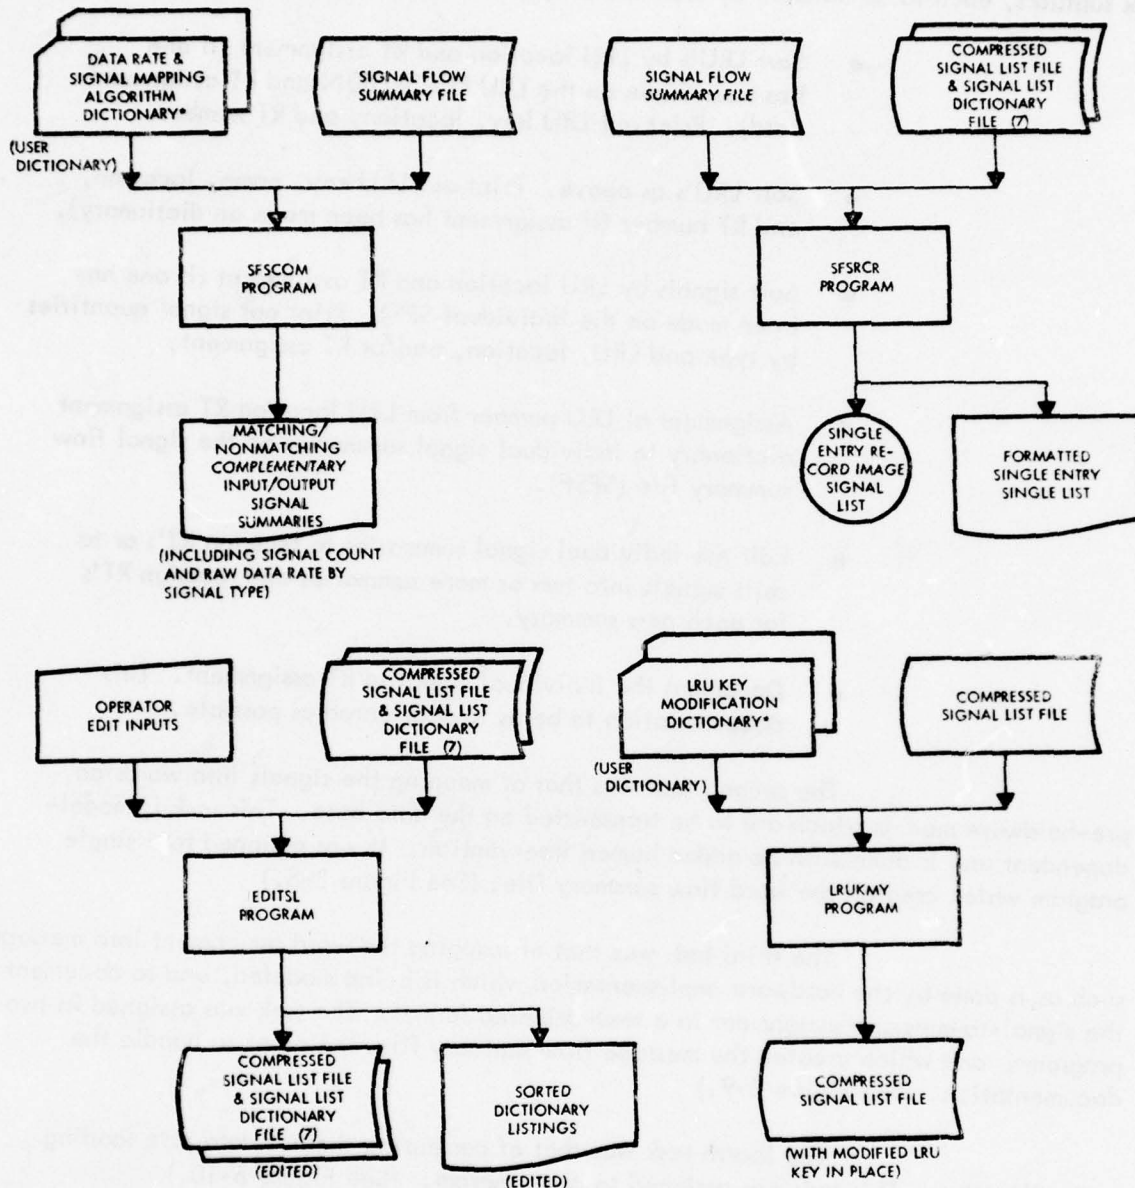 DATA RATE &
SIGNAL MAPPING
ALGORITHM
DICTIONARY*
(USER
DICTIONARY)
SIGNAL FLOW
SUMMARY FILE
SIGNAL FLOW
SUMMARY FILE
COMPRESSED
SIGNAL LIST FILE
& SIGNAL LIST
DICTIONARY
FILE (7)
SFSCOM
PROGRAM
SFSRCR
PROGRAM
MATCHING/
NONMATCHING
COMPLEMENTARY
INPUT/OUTPUT
SIGNAL
SUMMARIES
(INCLUDING SIGNAL COUNT
AND RAW DATA RATE BY
SIGNAL TYPE)
SINGLE
ENTRY RE-
CORD IMAGE
SIGNAL
LIST
FORMATTED
SINGLE ENTRY
SINGLE LIST
OPERATOR
EDIT INPUTS
COMPRESSED
SIGNAL LIST FILE
& SIGNAL LIST
DICTIONARY
FILE (7)
LRU KEY
MODIFICATION
DICTIONARY*
(USER
DICTIONARY)
COMPRESSED
SIGNAL LIST FILE
EDITSL
PROGRAM
LRUKMY
PROGRAM
COMPRESSED
SIGNAL LIST FILE
& SIGNAL LIST
DICTIONARY
FILE (7)
(EDITED)
SORTED
DICTIONARY
LISTINGS
(EDITED)
COMPRESSED
SIGNAL LIST FILE
(WITH MODIFIED LRU
KEY IN PLACE)